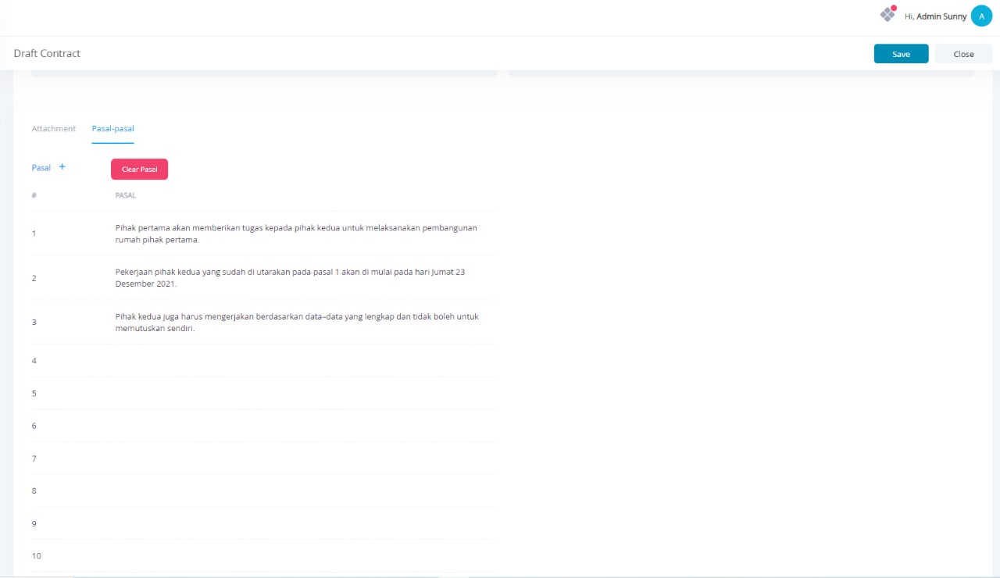 Hi, Admin Sunny A
Draft Contract
Save
Close
Attachment
Pasal-pasal
Pasal +
Clear Pasal
# PASAL
1
Pihak pertama akan memberikan tugas kepada pihak kedua untuk melaksanakan pembangunan
rumah pihak pertama.
2
Pekerjaan pihak kedua yang sudah di utarakan pada pasal 1 akan di mulai pada hari Jumat 23
Desember 2021.
3
Pihak kedua juga harus mengerjakan berdasarkan data–data yang lengkap dan tidak boleh untuk
memutuskan sendiri.
4
5
6
7
8
9
10